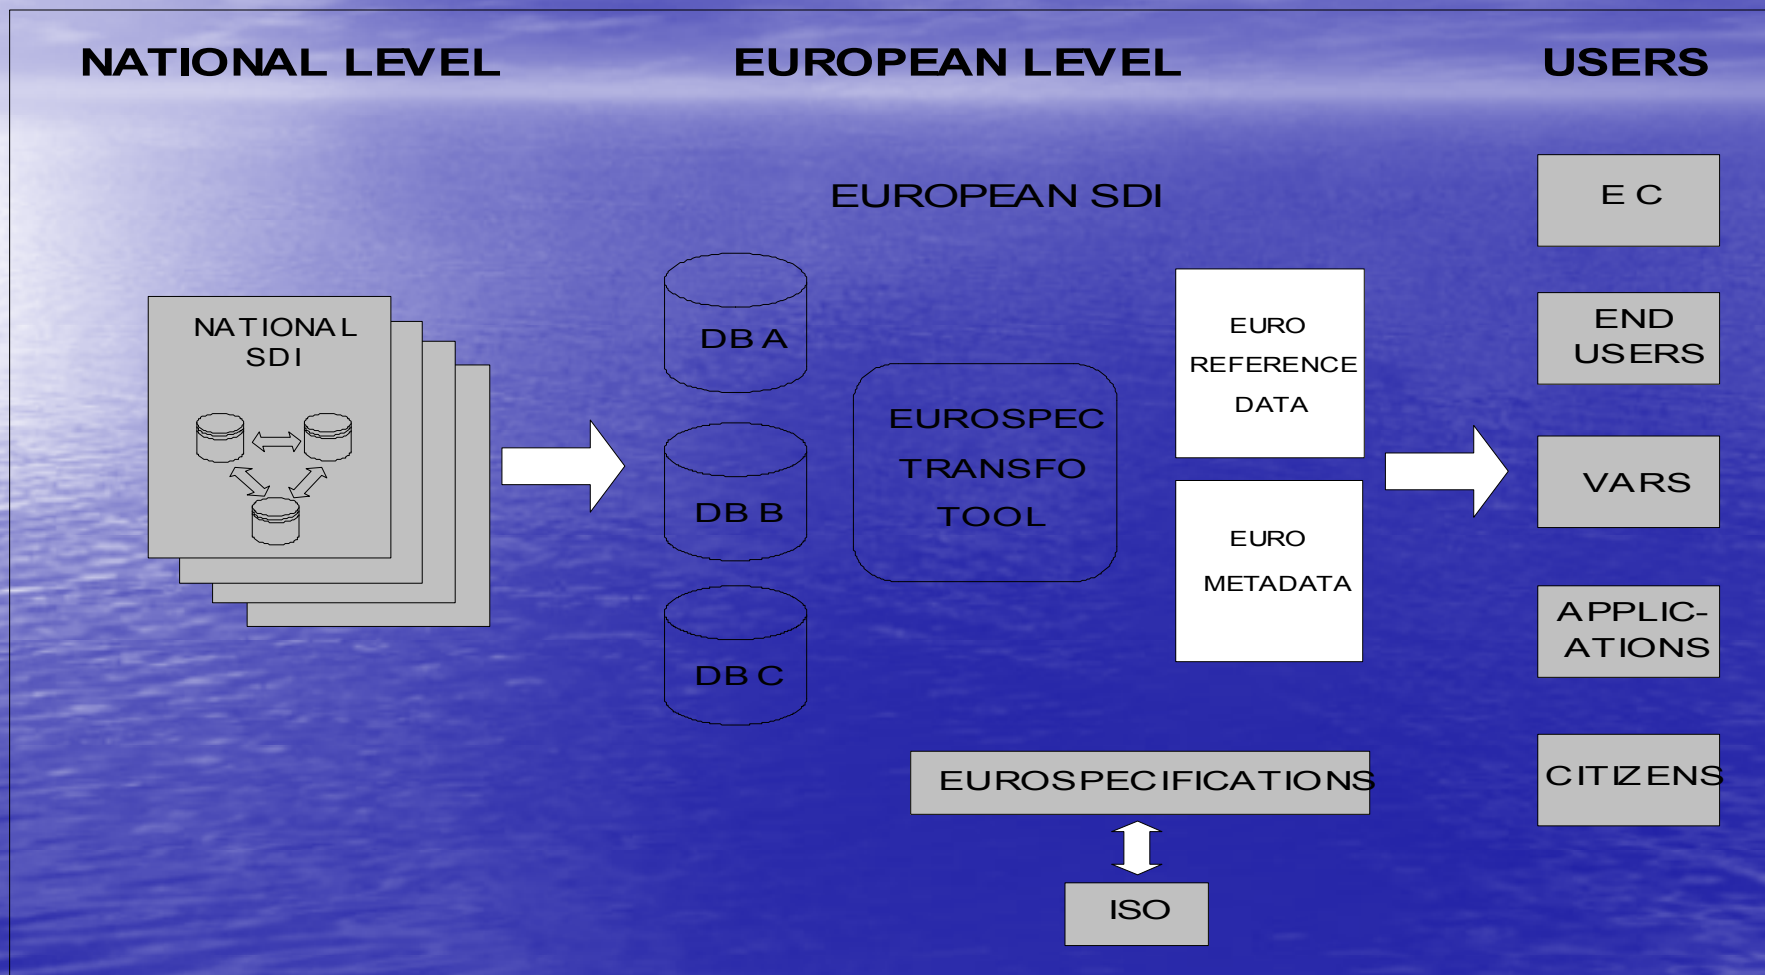 NATIONAL LEVEL
EUROPEAN LEVEL
USERS
NATIONAL
SDI
EUROPEAN SDI
DB A
DB B
DB C
EUROSPEC
TRANSFO
TOOL
EURO
REFERENCE
DATA
EURO
METADATA
EUROSPECIFICATIONS
ISO
E C
END
USERS
VARS
APPLIC-
ATIONS
CITIZENS